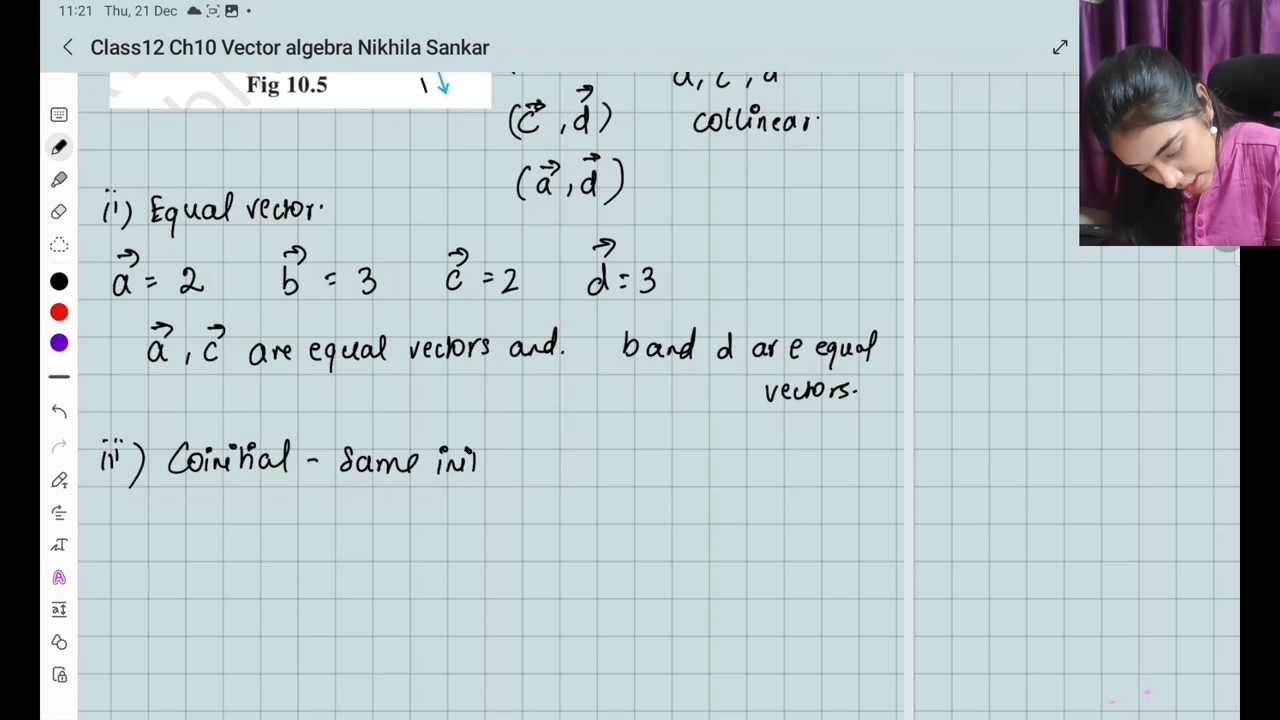 11:21 Thu, 21 Dec
Class12 Ch10 Vector algebra Nikhila Sankar
Fig 10.5
(c⃗ , d⃗) collinear.
(a⃗ , d⃗)
ii) Equal vector.
a⃗ = 2 b⃗ = 3 c⃗ = 2 d⃗ = 3
a⃗ , c⃗ are equal vectors and. b and d are equal
vectors.
iii) Coinitial - Same ini